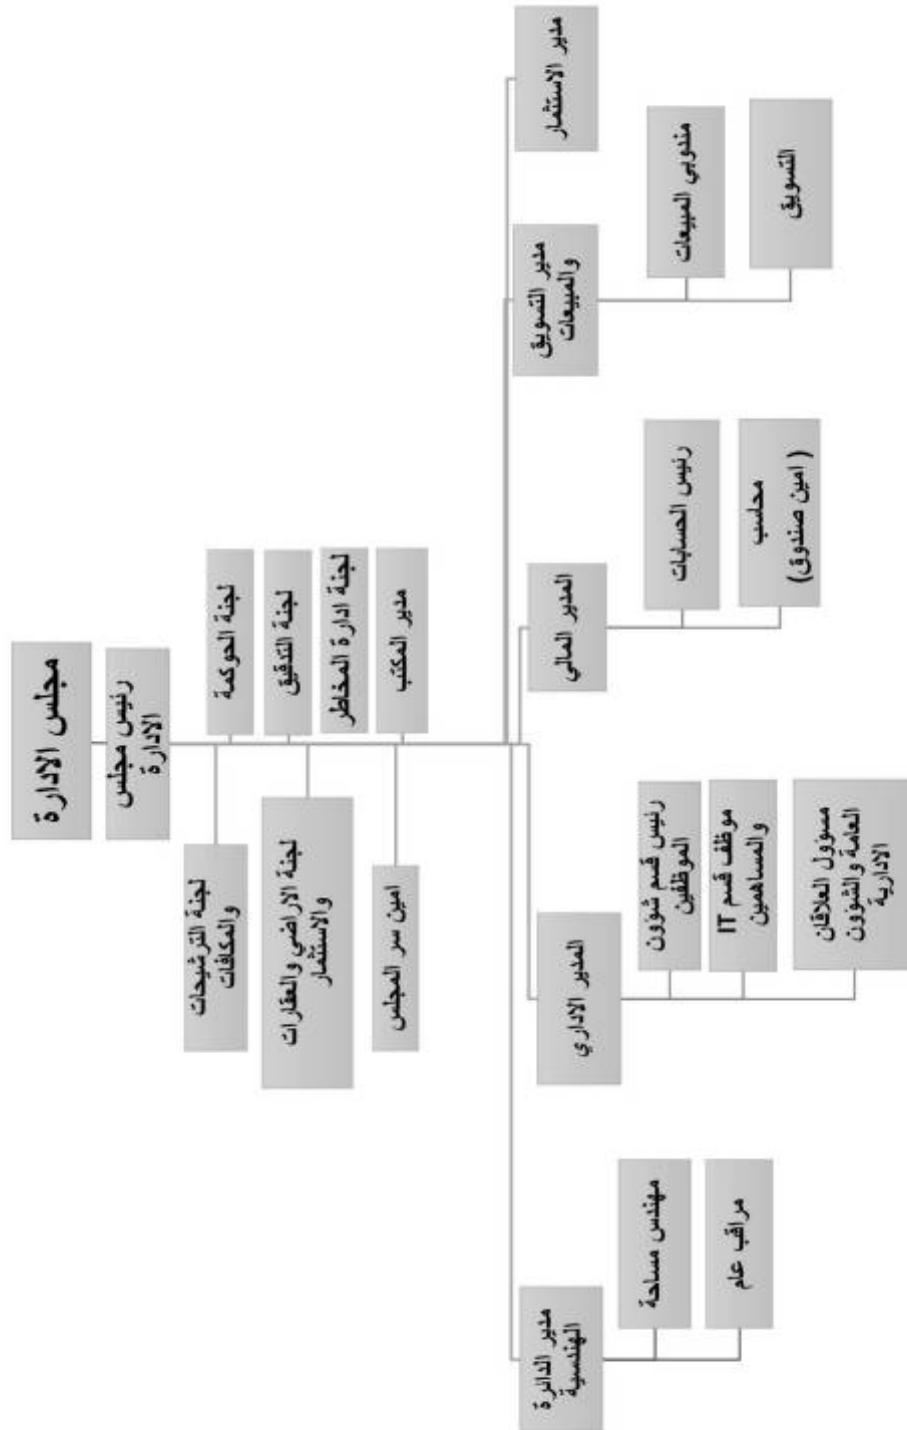 مجلس الادارة
رئيس مجلس
الادارة
لجنة الحوكمة
لجنة الترشيحات
والمكافات
لجنة التدقيق
لجنة الاراضي والعقارات
والاستثمار
لجنة ادارة المخاطر
مدير المكتب
امين سر المجلس
مدير الاستثمار
مدير التسويق
والمبيعات
مندوبي المبيعات
التسويق
المدير المالي
رئيس الحسابات
محاسب
( امين صندوق)
المدير الاداري
رئيس قسم شؤون
الموظفين
موظف قسم IT
والمساهمين
مسؤول العلاقان
العامة والشؤون
الادارية
مدير الدائرة
الهندسية
مهندس مساحة
مراقب عام